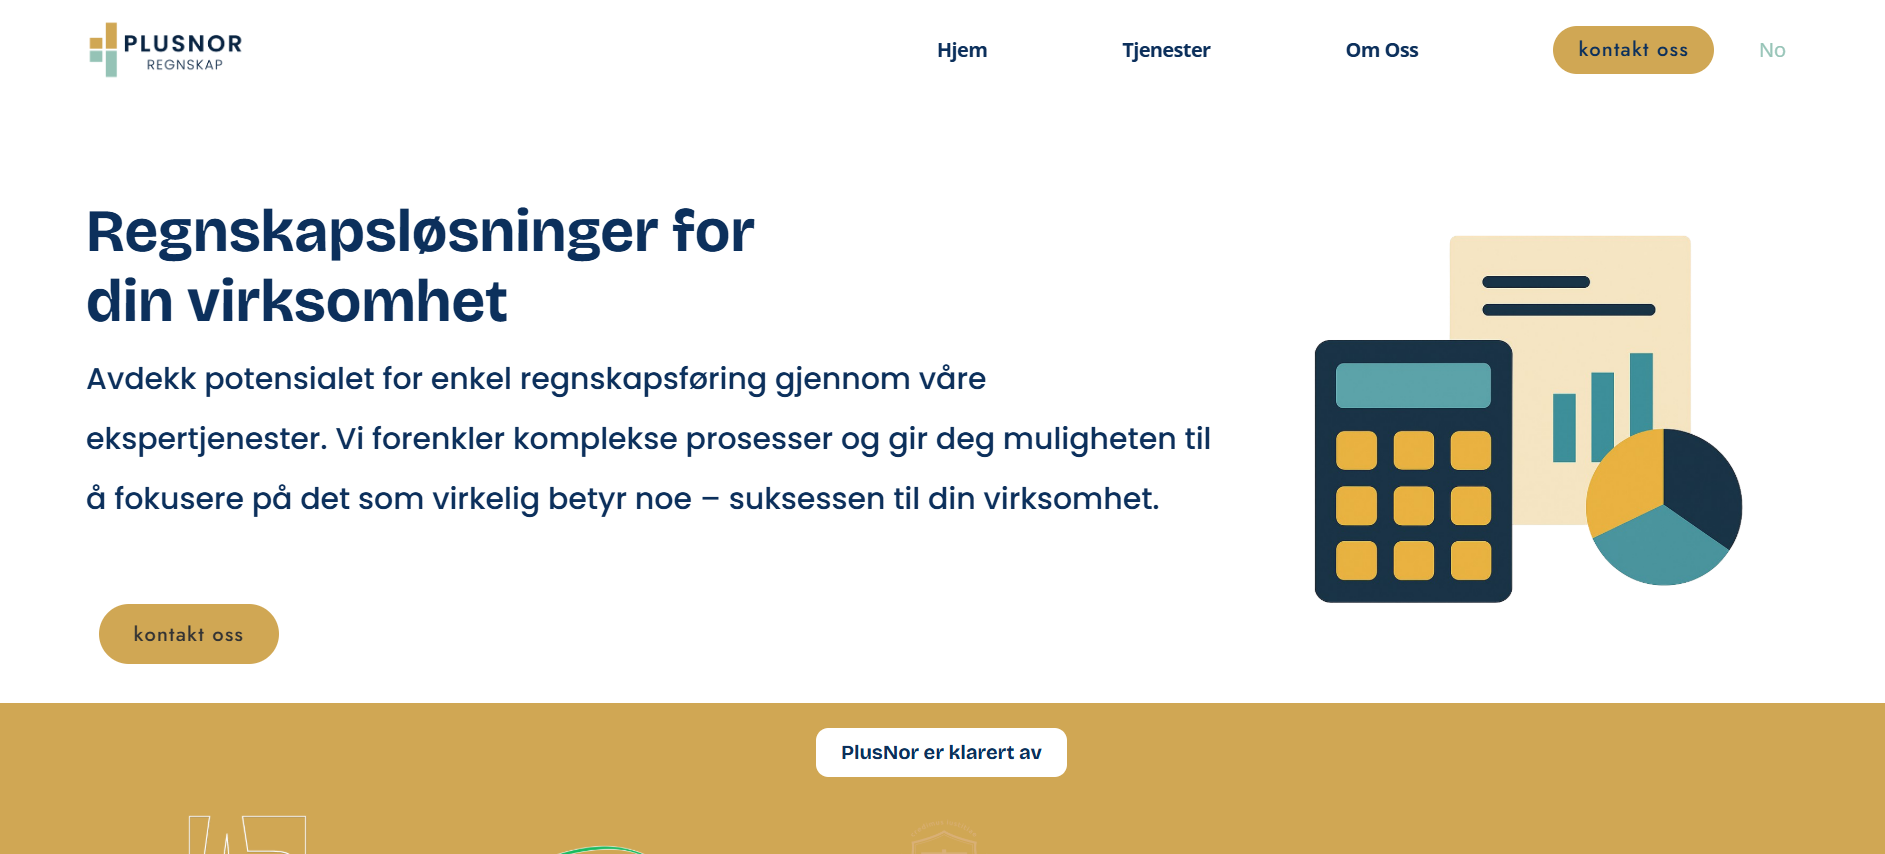 PLUSNOR
REGNSKAP
Hjem
Tjenester
Om Oss
kontakt oss
No
Regnskapsløsninger for
din virksomhet
Avdekk potensialet for enkel regnskapsføring gjennom våre
ekspertjenester. Vi forenkler komplekse prosesser og gir deg muligheten til
å fokusere på det som virkelig betyr noe – suksessen til din virksomhet.
kontakt oss
PlusNor er klarert av